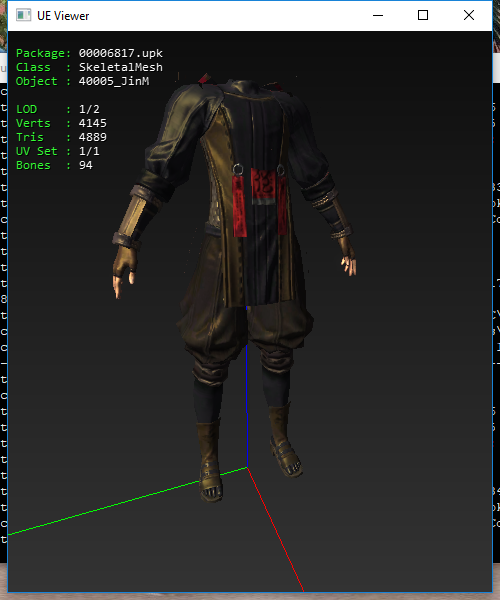 UE Viewer
Package: 00006817.upk
Class  : SkeletalMesh
Object : 40005_JinM
LOD    : 1/2
Verts  : 4145
Tris   : 4889
UV Set : 1/1
Bones  : 94